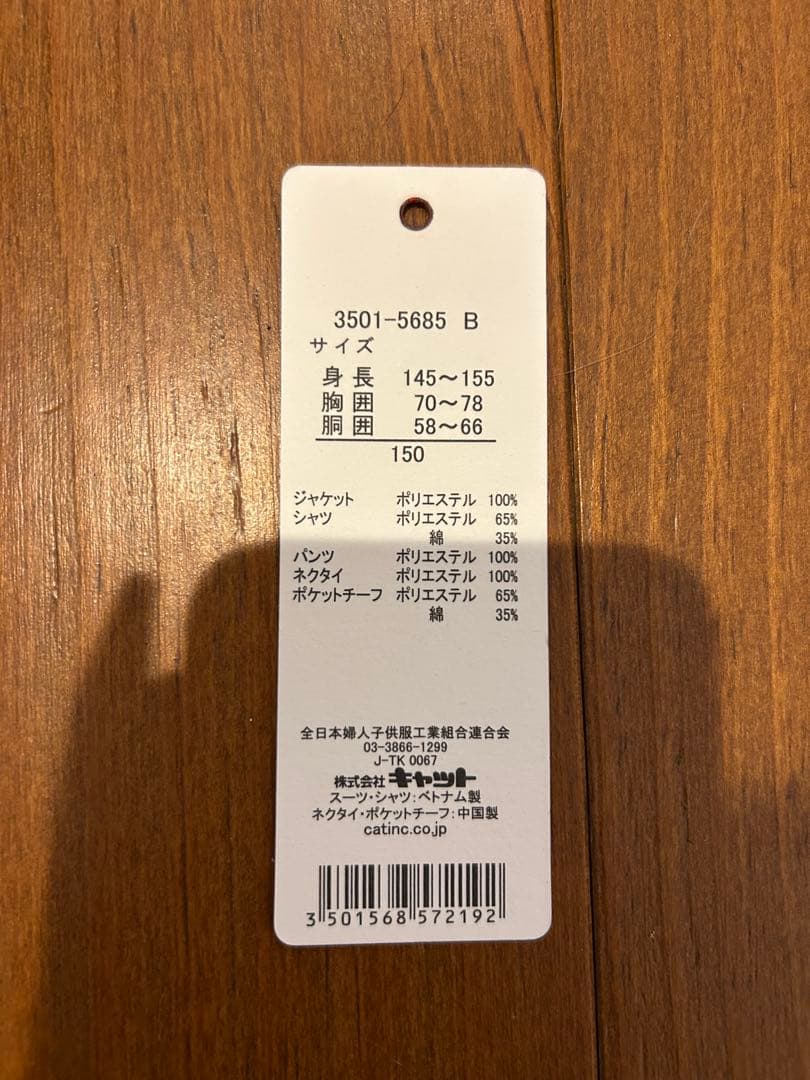 3501-5685 B
サイズ
身長 145～155
胸囲 70～78
胴囲 58～66
150
ジャケット ポリエステル 100%
シャツ ポリエステル 65%
綿 35%
パンツ ポリエステル 100%
ネクタイ ポリエステル 100%
ポケットチーフ ポリエステル 65%
綿 35%
全日本婦人子供服工業組合連合会
03-3866-1299
J-TK 0067
株式会社 キャット
スーツ・シャツ：ベトナム製
ネクタイ・ポケットチーフ：中国製
catinc.co.jp
3 501568 572192